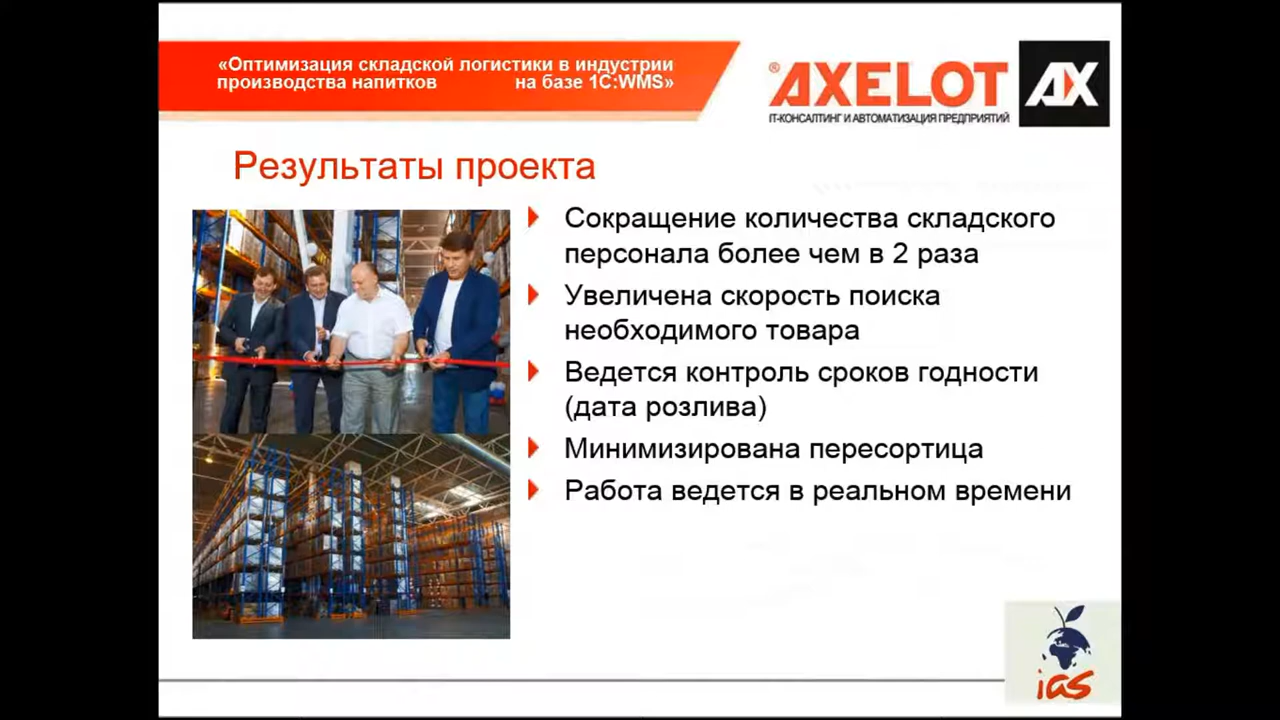 «Оптимизация складской логистики в индустрии
производства напитков на базе 1С:WMS»
®AXELOT AX
IT-КОНСАЛТИНГ И АВТОМАТИЗАЦИЯ ПРЕДПРИЯТИЙ
Результаты проекта
Сокращение количества складского
персонала более чем в 2 раза
Увеличена скорость поиска
необходимого товара
Ведется контроль сроков годности
(дата розлива)
Минимизирована пересортица
Работа ведется в реальном времени
ias